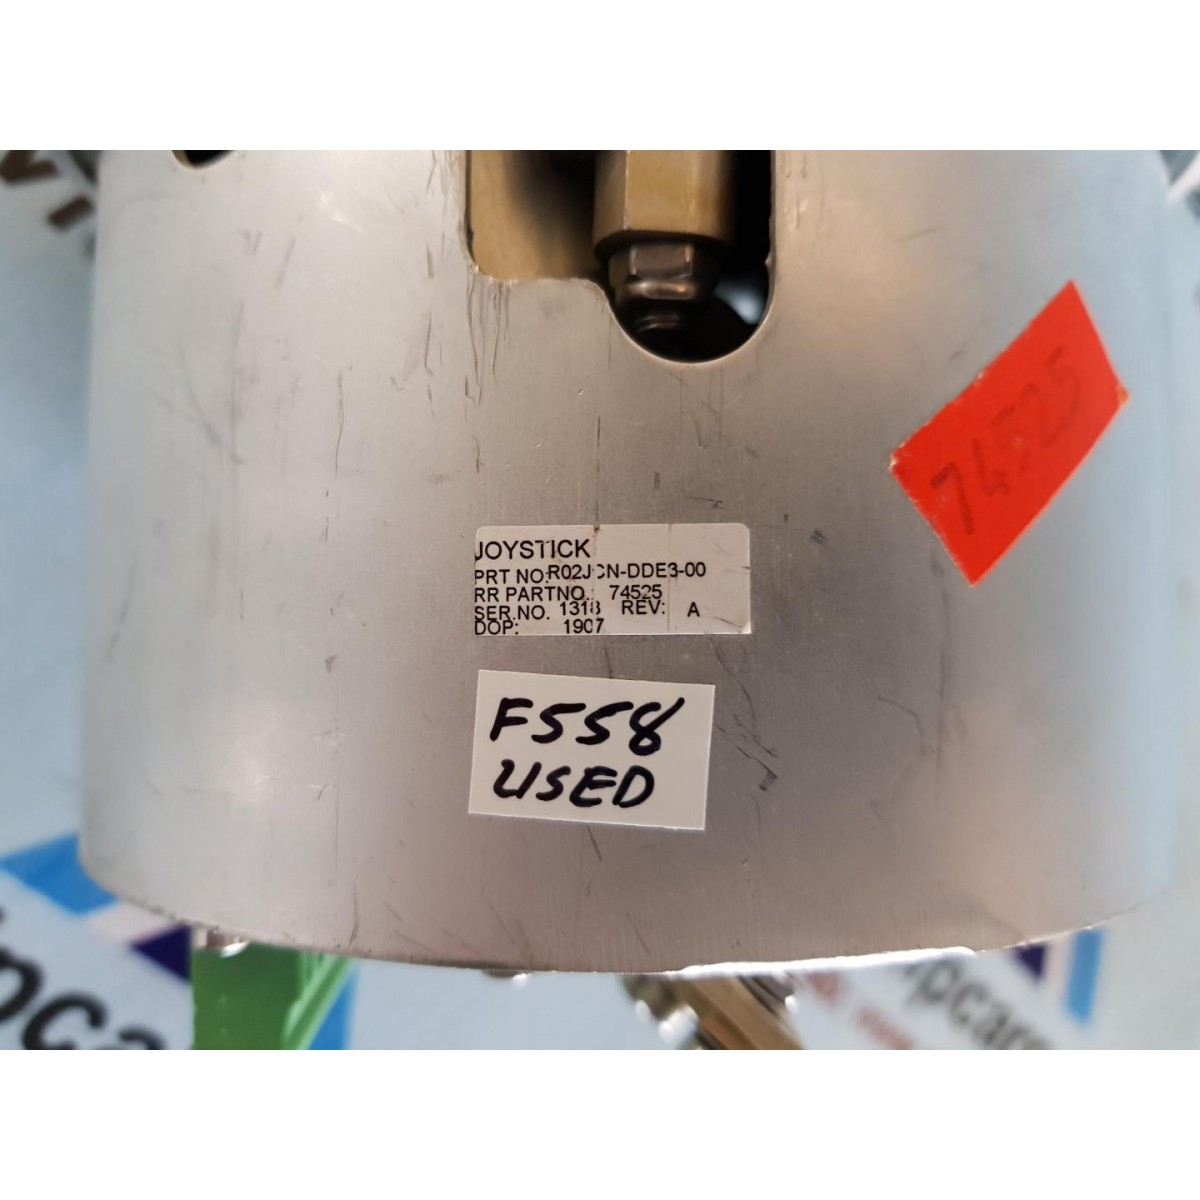 74525
JOYSTICK
PRT NO:R02JCN-DDE3-00
RR PARTNO.: 74525
SER.NO. 1318 REV: A
DOP: 1907
F558
USED